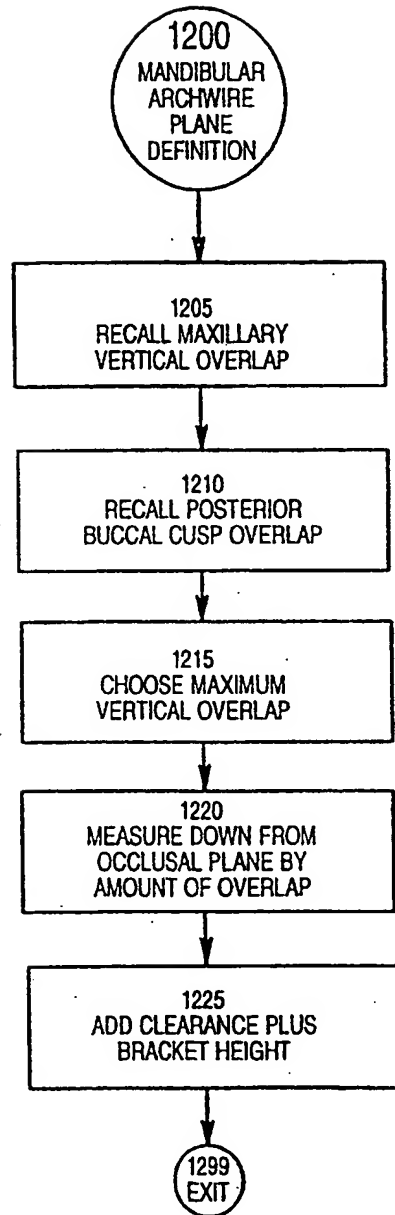 1200
MANDIBULAR
ARCHWIRE
PLANE
DEFINITION
1205
RECALL MAXILLARY
VERTICAL OVERLAP
1210
RECALL POSTERIOR
BUCCAL CUSP OVERLAP
1215
CHOOSE MAXIMUM
VERTICAL OVERLAP
1220
MEASURE DOWN FROM
OCCLUSAL PLANE BY
AMOUNT OF OVERLAP
1225
ADD CLEARANCE PLUS
BRACKET HEIGHT
1299
EXIT